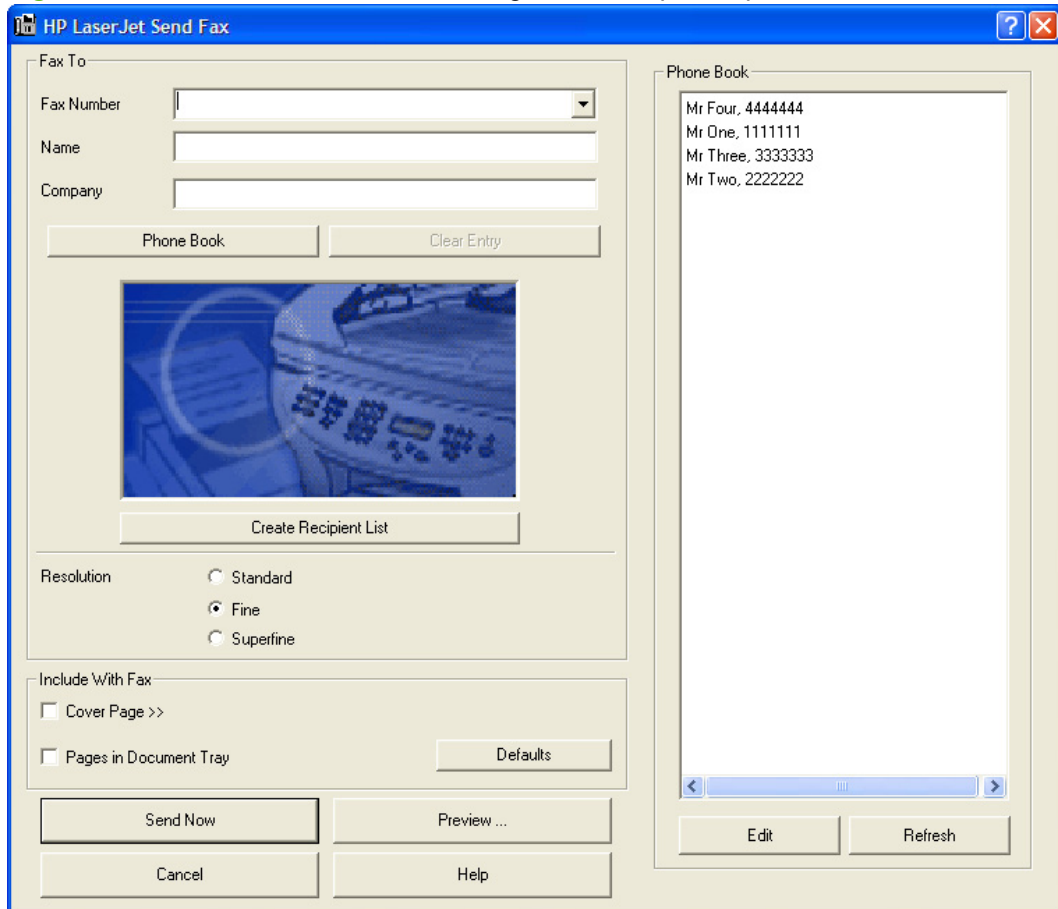 HP LaserJet Send Fax
Fax To
Fax Number
Name
Company
Phone Book
Clear Entry
Create Recipient List
Resolution
Standard
Fine
Superfine
Include With Fax
Cover Page >>
Pages in Document Tray
Defaults
Send Now
Preview ...
Cancel
Help
Phone Book
Mr Four, 4444444
Mr One, 1111111
Mr Three, 3333333
Mr Two, 2222222
Edit
Refresh